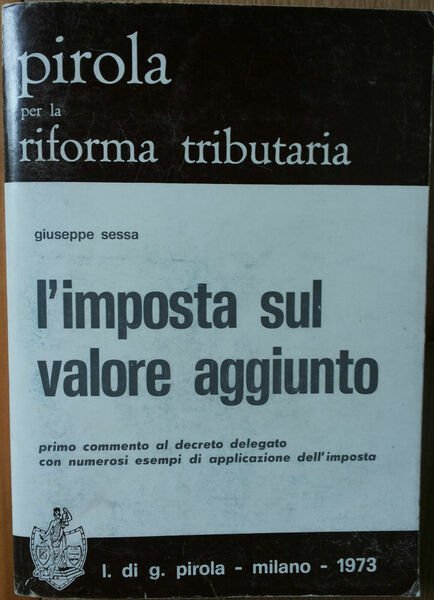 pirola
per la
riforma tributaria
giuseppe sessa
l'imposta sul
valore aggiunto
primo commento al decreto delegato
con numerosi esempi di applicazione dell'imposta
l. di g. pirola - milano - 1973